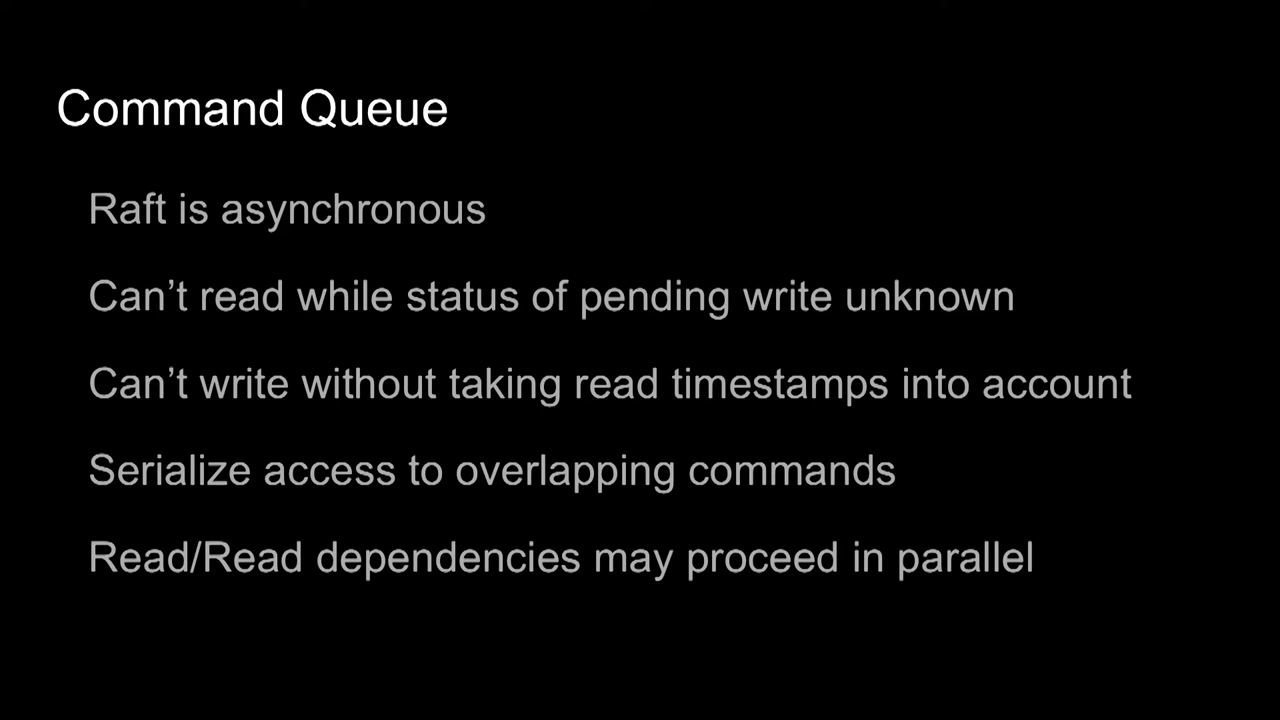 Command Queue
Raft is asynchronous
Can’t read while status of pending write unknown
Can’t write without taking read timestamps into account
Serialize access to overlapping commands
Read/Read dependencies may proceed in parallel